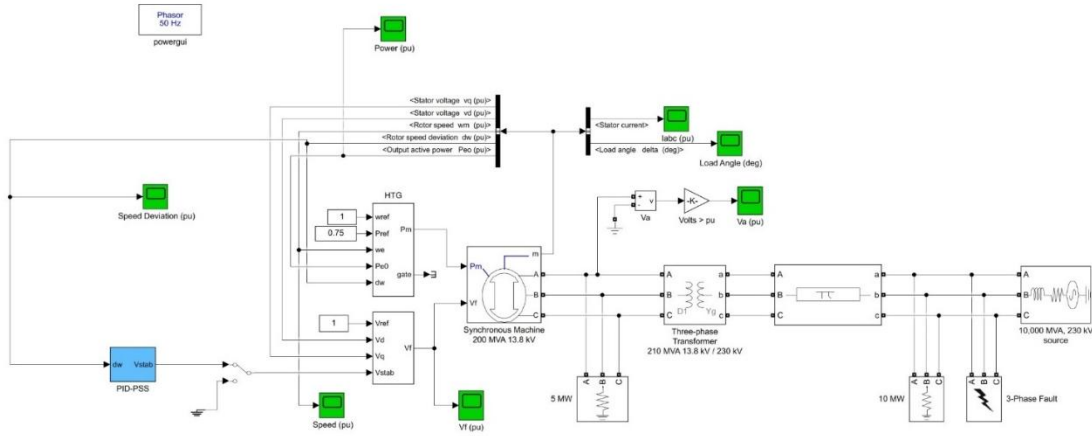 Phasor
50 Hz
powergui
Power (pu)
<Stator voltage vq (pu)>
<Stator voltage vd (pu)>
<Rotor speed wm (pu)>
<Rotor speed deviation dw (pu)>
<Output active power Peo (pu)>
<Stator current>
Iabc (pu)
<Load angle delta (deg)>
Load Angle (deg)
Speed Deviation (pu)
HTG
1
0.75
wref
Pref
we
Pe0
dw
Pm
gate
+
-
v
Va
-K-
Volts > pu
Va (pu)
m
Pm
Vf
A
B
C
Synchronous Machine
200 MVA 13.8 kV
A
B
C
a
b
c
D1
Yg
Three-phase
Transformer
210 MVA 13.8 kV / 230 kV
A
B
C
a
b
c
A
B
C
10,000 MVA, 230 kV
source
1
Vref
Vd
Vq
Vstab
Vf
dw
Vstab
PID-PSS
Speed (pu)
Vf (pu)
A B C
5 MW
A B C
10 MW
A B C
3-Phase Fault